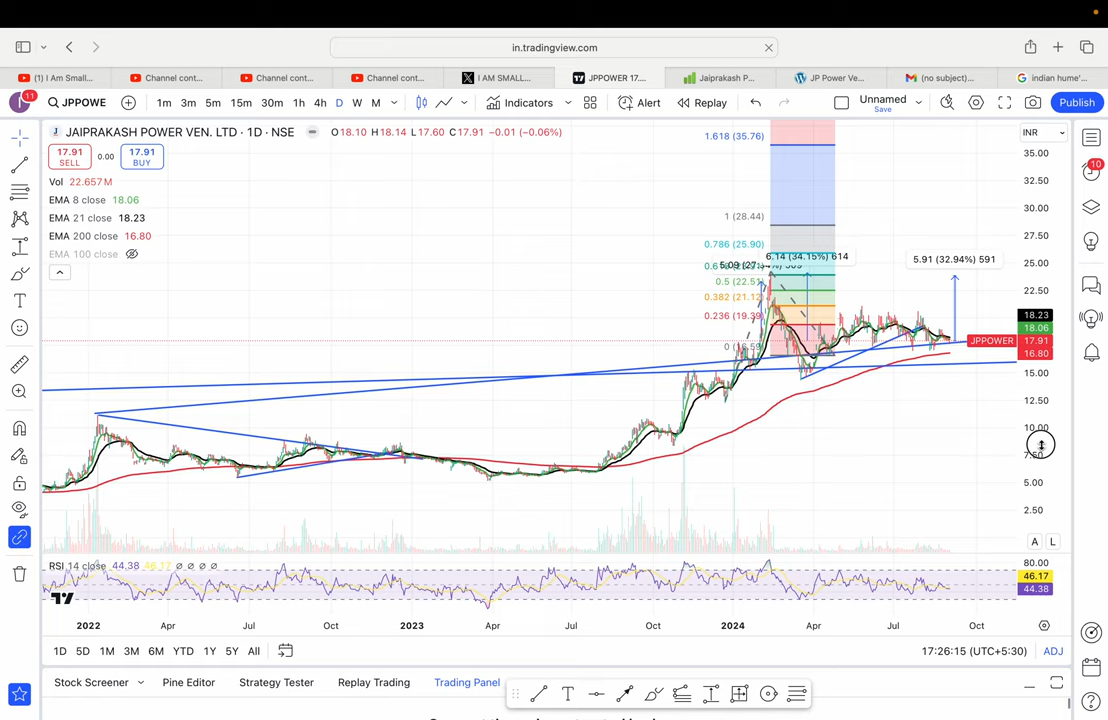 in.tradingview.com
(1) I Am Small...
Channel cont...
Channel cont...
Channel cont...
I AM SMALL...
JPPOWER 17....
Jaiprakash P...
JP Power Ve...
(no subject)...
indian hume'...
11
JPPOWE
1m 3m 5m 15m 30m 1h 4h D W M
Indicators
Alert
Replay
Unnamed
Save
Publish
JAIPRAKASH POWER VEN. LTD · 1D · NSE
O18.10 H18.14 L17.60 C17.91 −0.01 (−0.06%)
INR
17.91
SELL
0.00
17.91
BUY
Vol 22.657M
EMA 8 close 18.06
EMA 21 close 18.23
EMA 200 close 16.80
EMA 100 close
1.618 (35.76)
1 (28.44)
0.786 (25.90)
6.14 (34.15%) 614
5.91 (32.94%) 591
0.5 (22.51)
0.382 (21.12)
0.236 (19.39)
0 (16.59)
35.00
32.50
30.00
27.50
25.00
22.50
18.23
18.06
JPPOWER 17.91
16.80
15.00
12.50
10.00
7.50
5.00
2.50
A L
10
RSI 14 close 44.38 46.17 ∅ ∅ ∅ ∅
80.00
46.17
44.38
2022 Apr Jul Oct 2023 Apr Jul Oct 2024 Apr Jul Oct
1D 5D 1M 3M 6M YTD 1Y 5Y All
17:26:15 (UTC+5:30)
ADJ
Stock Screener
Pine Editor
Strategy Tester
Replay Trading
Trading Panel